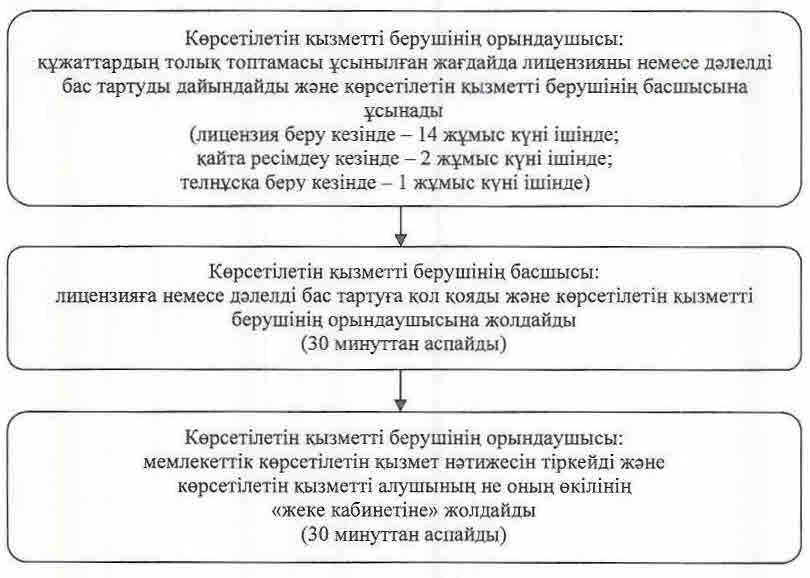 Көрсетілетін қызметті берушінің орындаушысы:
құжаттардың толық топтамасы ұсынылған жағдайда лицензияны немесе дәлелді
бас тартуды дайындайды және көрсетілетін қызметті берушінің басшысына
ұсынады
(лицензия беру кезінде – 14 жұмыс күні ішінде;
қайта ресімдеу кезінде – 2 жұмыс күні ішінде;
телнұсқа беру кезінде – 1 жұмыс күні ішінде)
Көрсетілетін қызметті берушінің басшысы:
лицензияға немесе дәлелді бас тартуға қол қояды және көрсетілетін қызметті
берушінің орындаушысына жолдайды
(30 минуттан аспайды)
Көрсетілетін қызметті берушінің орындаушысы:
мемлекеттік көрсетілетін қызмет нәтижесін тіркейді және
көрсетілетін қызметті алушының не оның өкілінің
«жеке кабинетіне» жолдайды
(30 минуттан аспайды)